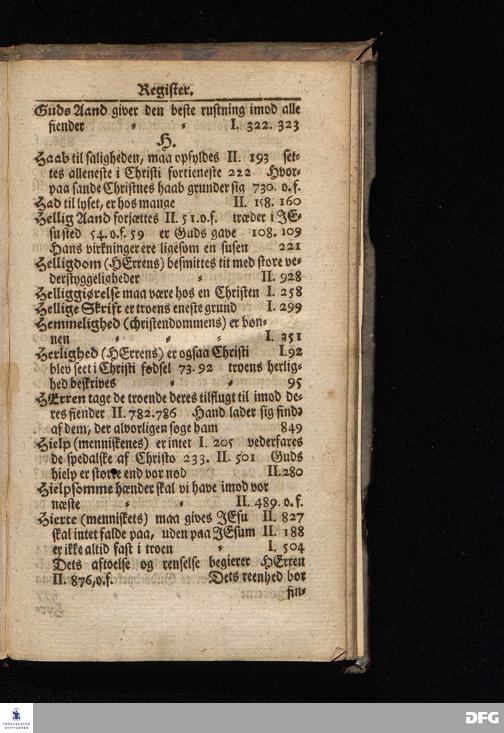 Register.
Guds Aand giver den beste rustning imod alle
fiender I. 322. 323
H.
Haab til saligheden, maa opfyldes II. 193 set-
tes alleneste i Christi fortieneste 222 Hvor-
paa sande Christnes haab grunder sig 730. o.f.
Had til lyset, er hos mange II. 158. 160
Hellig Aand forjættes II. 51.o.f. træder i JE-
su sted 54.o.f. 59 er Guds gave 108. 109
Hans virkninger ere ligesom en susen 221
Helligdom (HErrens) besmittes tit med store ve-
derstyggeligheder II. 928
Helliggiørelse maa være hos en Christen I. 258
Hellige Skrift er troens eneste grund I. 299
Hemmelighed (christendommens) er bøn-
nen I. 351
Herlighed (HErrens) er ogsaa Christi I.92
blev seet i Christi fødsel 73. 92 troens herlig-
hed beskrives 95
HErren tage de troende deres tilflugt til imod de-
res fiender II. 782.786 Hand lader sig finde
af dem, der alvorligen søge ham 849
Hielp (menniskenes) er intet I. 205 vederfares
de spedalske af Christo 233. II. 501 Guds
hielp er større end vor nød II.280
Hielpsomme hænder skal vi have imod vor
næste II. 489. o.f.
Hierte (menniskets) maa gives JEsu II. 827
skal intet falde paa, uden paa JEsum II. 188
er ikke altid fast i troen I. 504
Dets aftoelse og renselse begierer HErren
II. 876,o.f. Dets reenhed bør
fin-
FRANCKESCHE
STIFTUNGEN
DFG